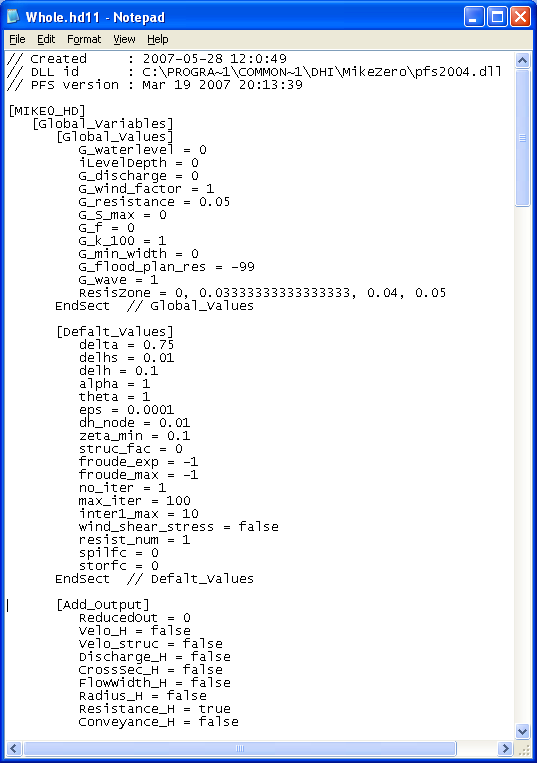 Whole.hd11 - Notepad
File Edit Format View Help
// Created     : 2007-05-28 12:0:49
// DLL id      : C:\PROGRA~1\COMMON~1\DHI\MikeZero\pfs2004.dll
// PFS version : Mar 19 2007 20:13:39

[MIKE0_HD]
   [Global_Variables]
      [Global_Values]
         G_waterlevel = 0
         iLevelDepth = 0
         G_discharge = 0
         G_wind_factor = 1
         G_resistance = 0.05
         G_S_max = 0
         G_f = 0
         G_k_100 = 1
         G_min_width = 0
         G_flood_plan_res = -99
         G_wave = 1
         ResisZone = 0, 0.03333333333333333, 0.04, 0.05
      EndSect  // Global_Values

      [Defalt_Values]
         delta = 0.75
         delhs = 0.01
         delh = 0.1
         alpha = 1
         theta = 1
         eps = 0.0001
         dh_node = 0.01
         zeta_min = 0.1
         struc_fac = 0
         froude_exp = -1
         froude_max = -1
         no_iter = 1
         max_iter = 100
         inter1_max = 10
         wind_shear_stress = false
         resist_num = 1
         spilfc = 0
         storfc = 0
      EndSect  // Defalt_Values

      [Add_Output]
         ReducedOut = 0
         Velo_H = false
         Velo_struc = false
         Discharge_H = false
         CrossSec_H = false
         FlowWidth_H = false
         Radius_H = false
         Resistance_H = true
         Conveyance_H = false